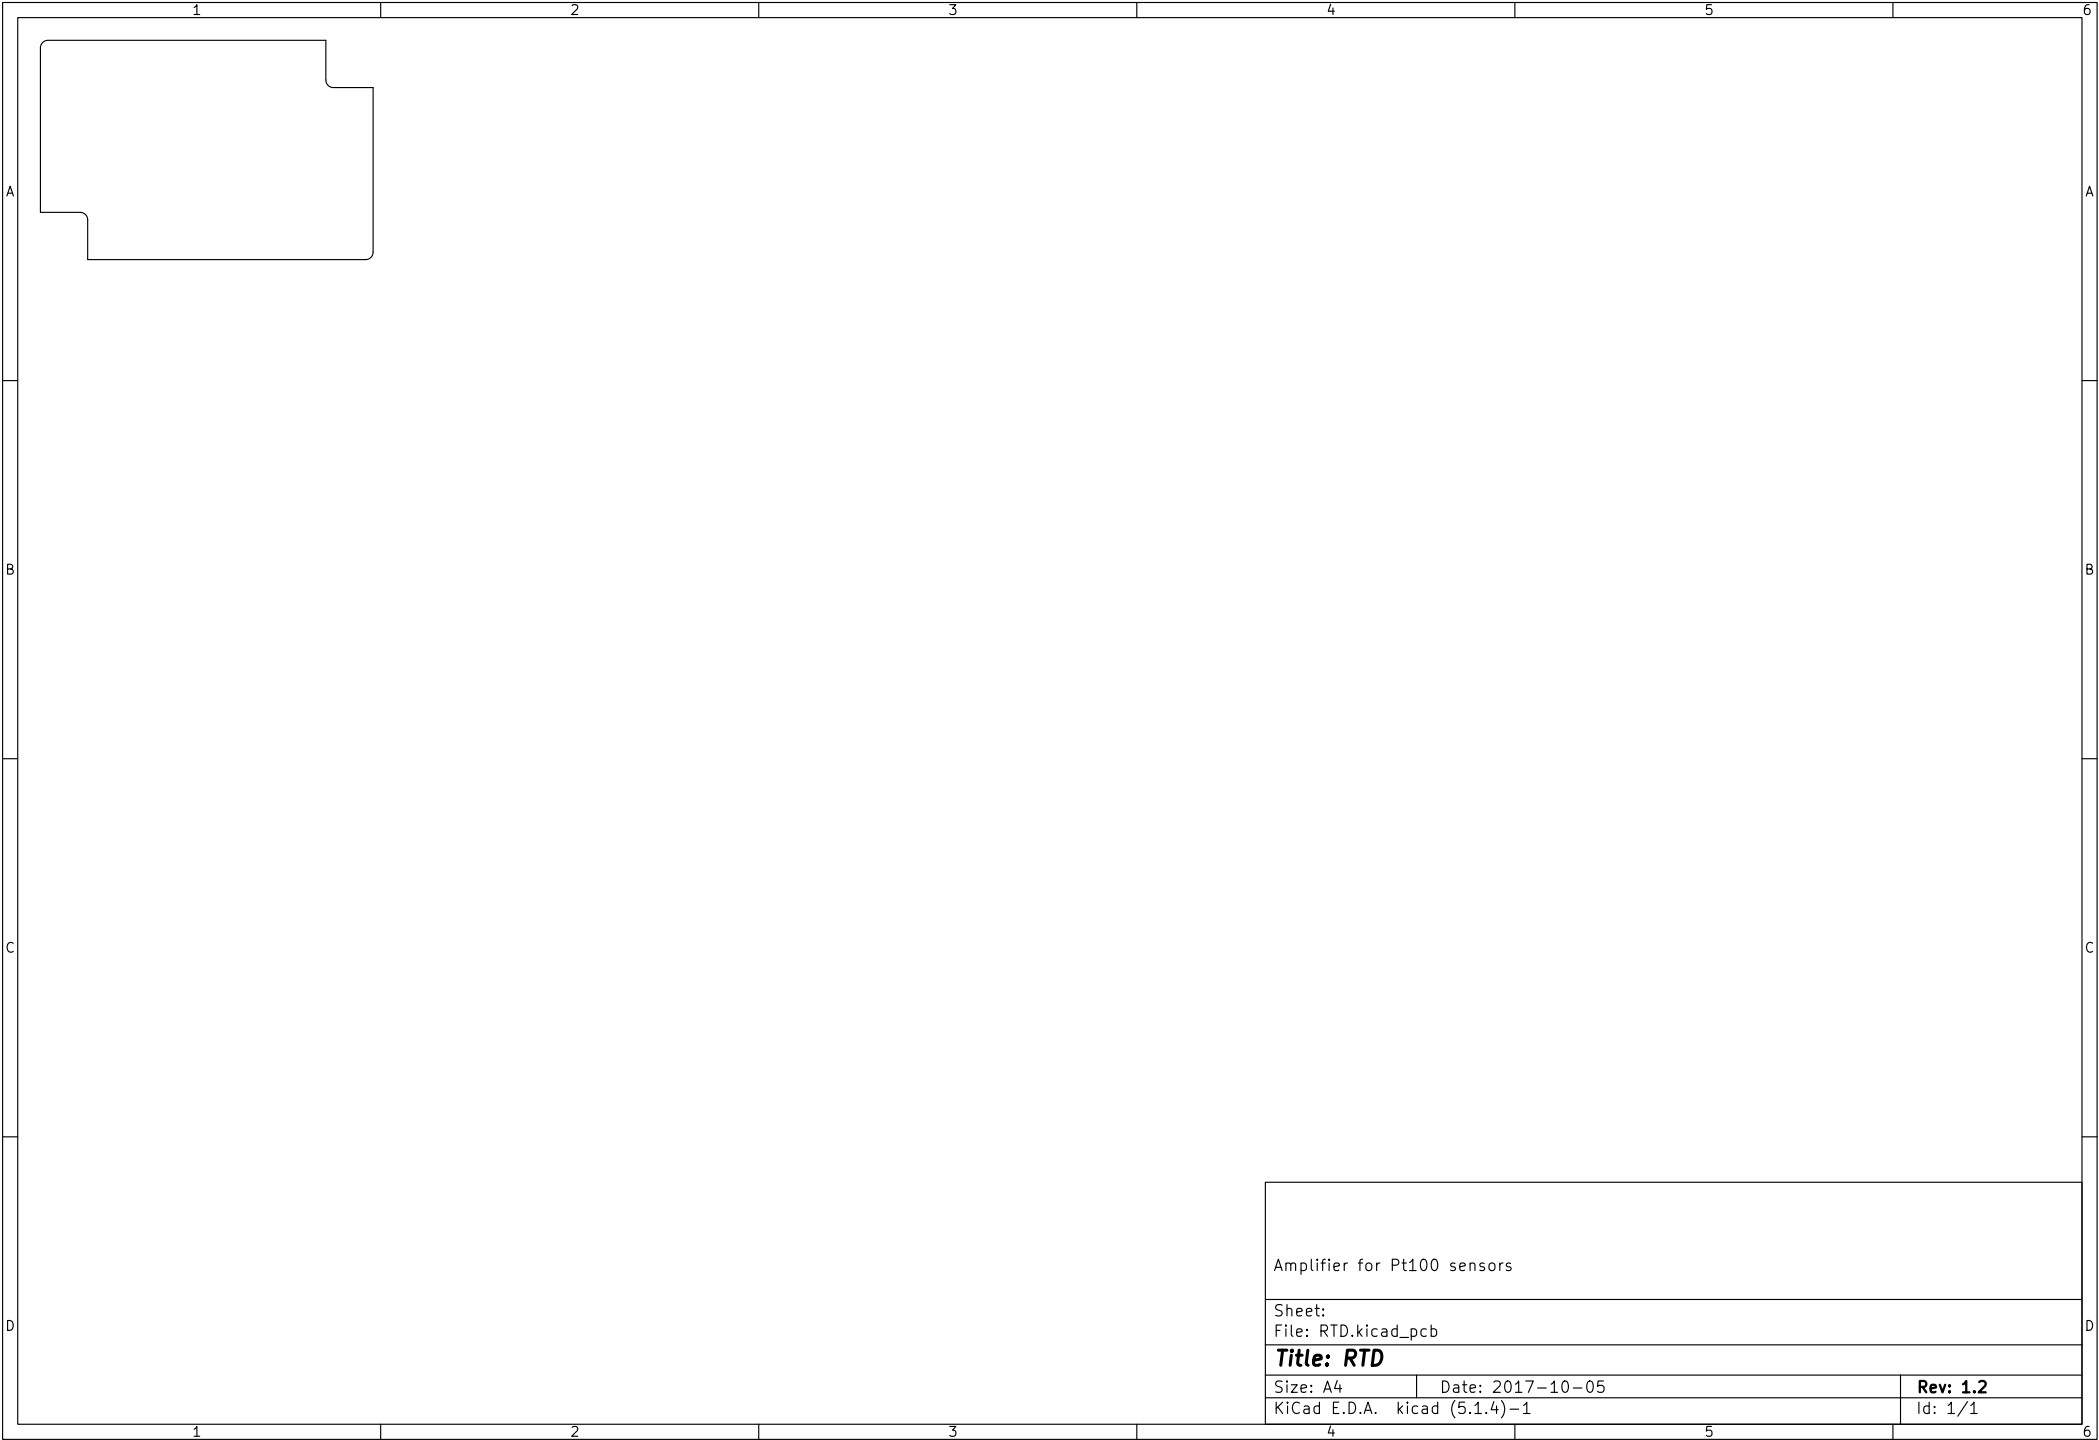 1 2 3 4 5 6
A A
B B
C C
Amplifier for Pt100 sensors
Sheet:
D D
File: RTD.kicad_pcb
Title: RTD
Size: A4 Date: 2017-10-05 Rev: 1.2
KiCad E.D.A. kicad (5.1.4)-1 Id: 1/1
1 2 3 4 5 6